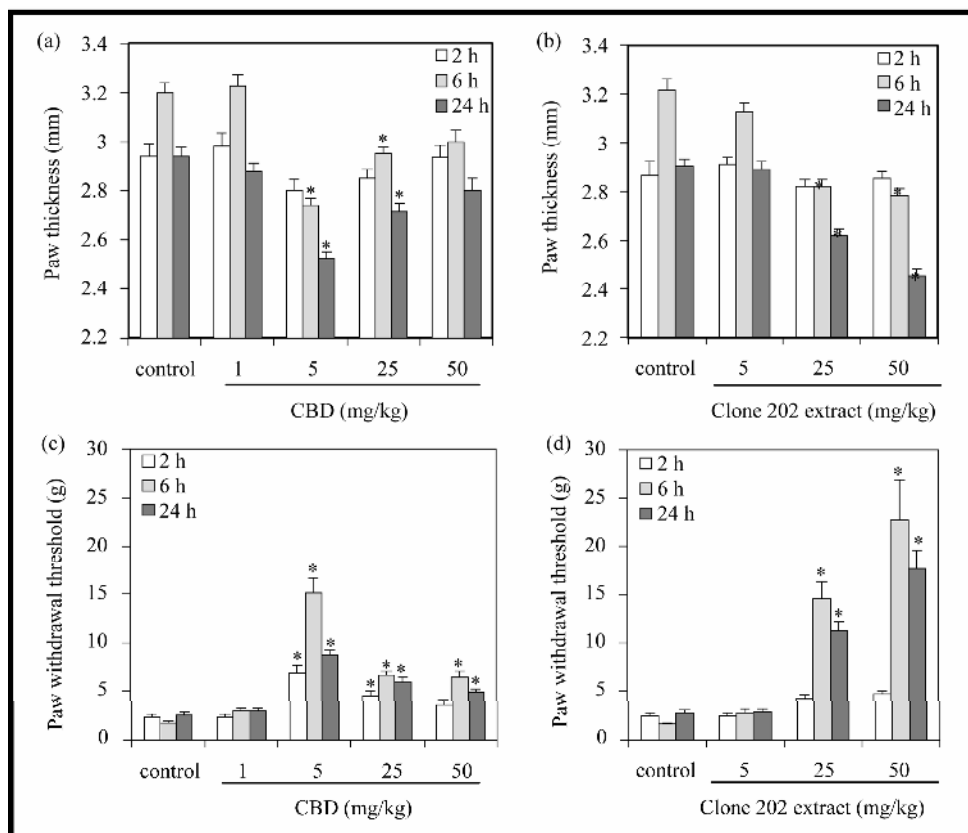 (a)
3.4
3.2
3
2.8
2.6
2.4
2.2
Paw thickness (mm)
2 h
6 h
24 h
*
*
*
*
control 1 5 25 50
CBD (mg/kg)
(b)
3.4
3.2
3
2.8
2.6
2.4
2.2
Paw thickness (mm)
2 h
6 h
24 h
*
*
*
*
control 5 25 50
Clone 202 extract (mg/kg)
(c)
30
25
20
15
10
5
0
Paw withdrawal threshold (g)
2 h
6 h
24 h
* * *
* * *
* *
control 1 5 25 50
CBD (mg/kg)
(d)
30
25
20
15
10
5
0
Paw withdrawal threshold (g)
2 h
6 h
24 h
* *
* *
control 5 25 50
Clone 202 extract (mg/kg)